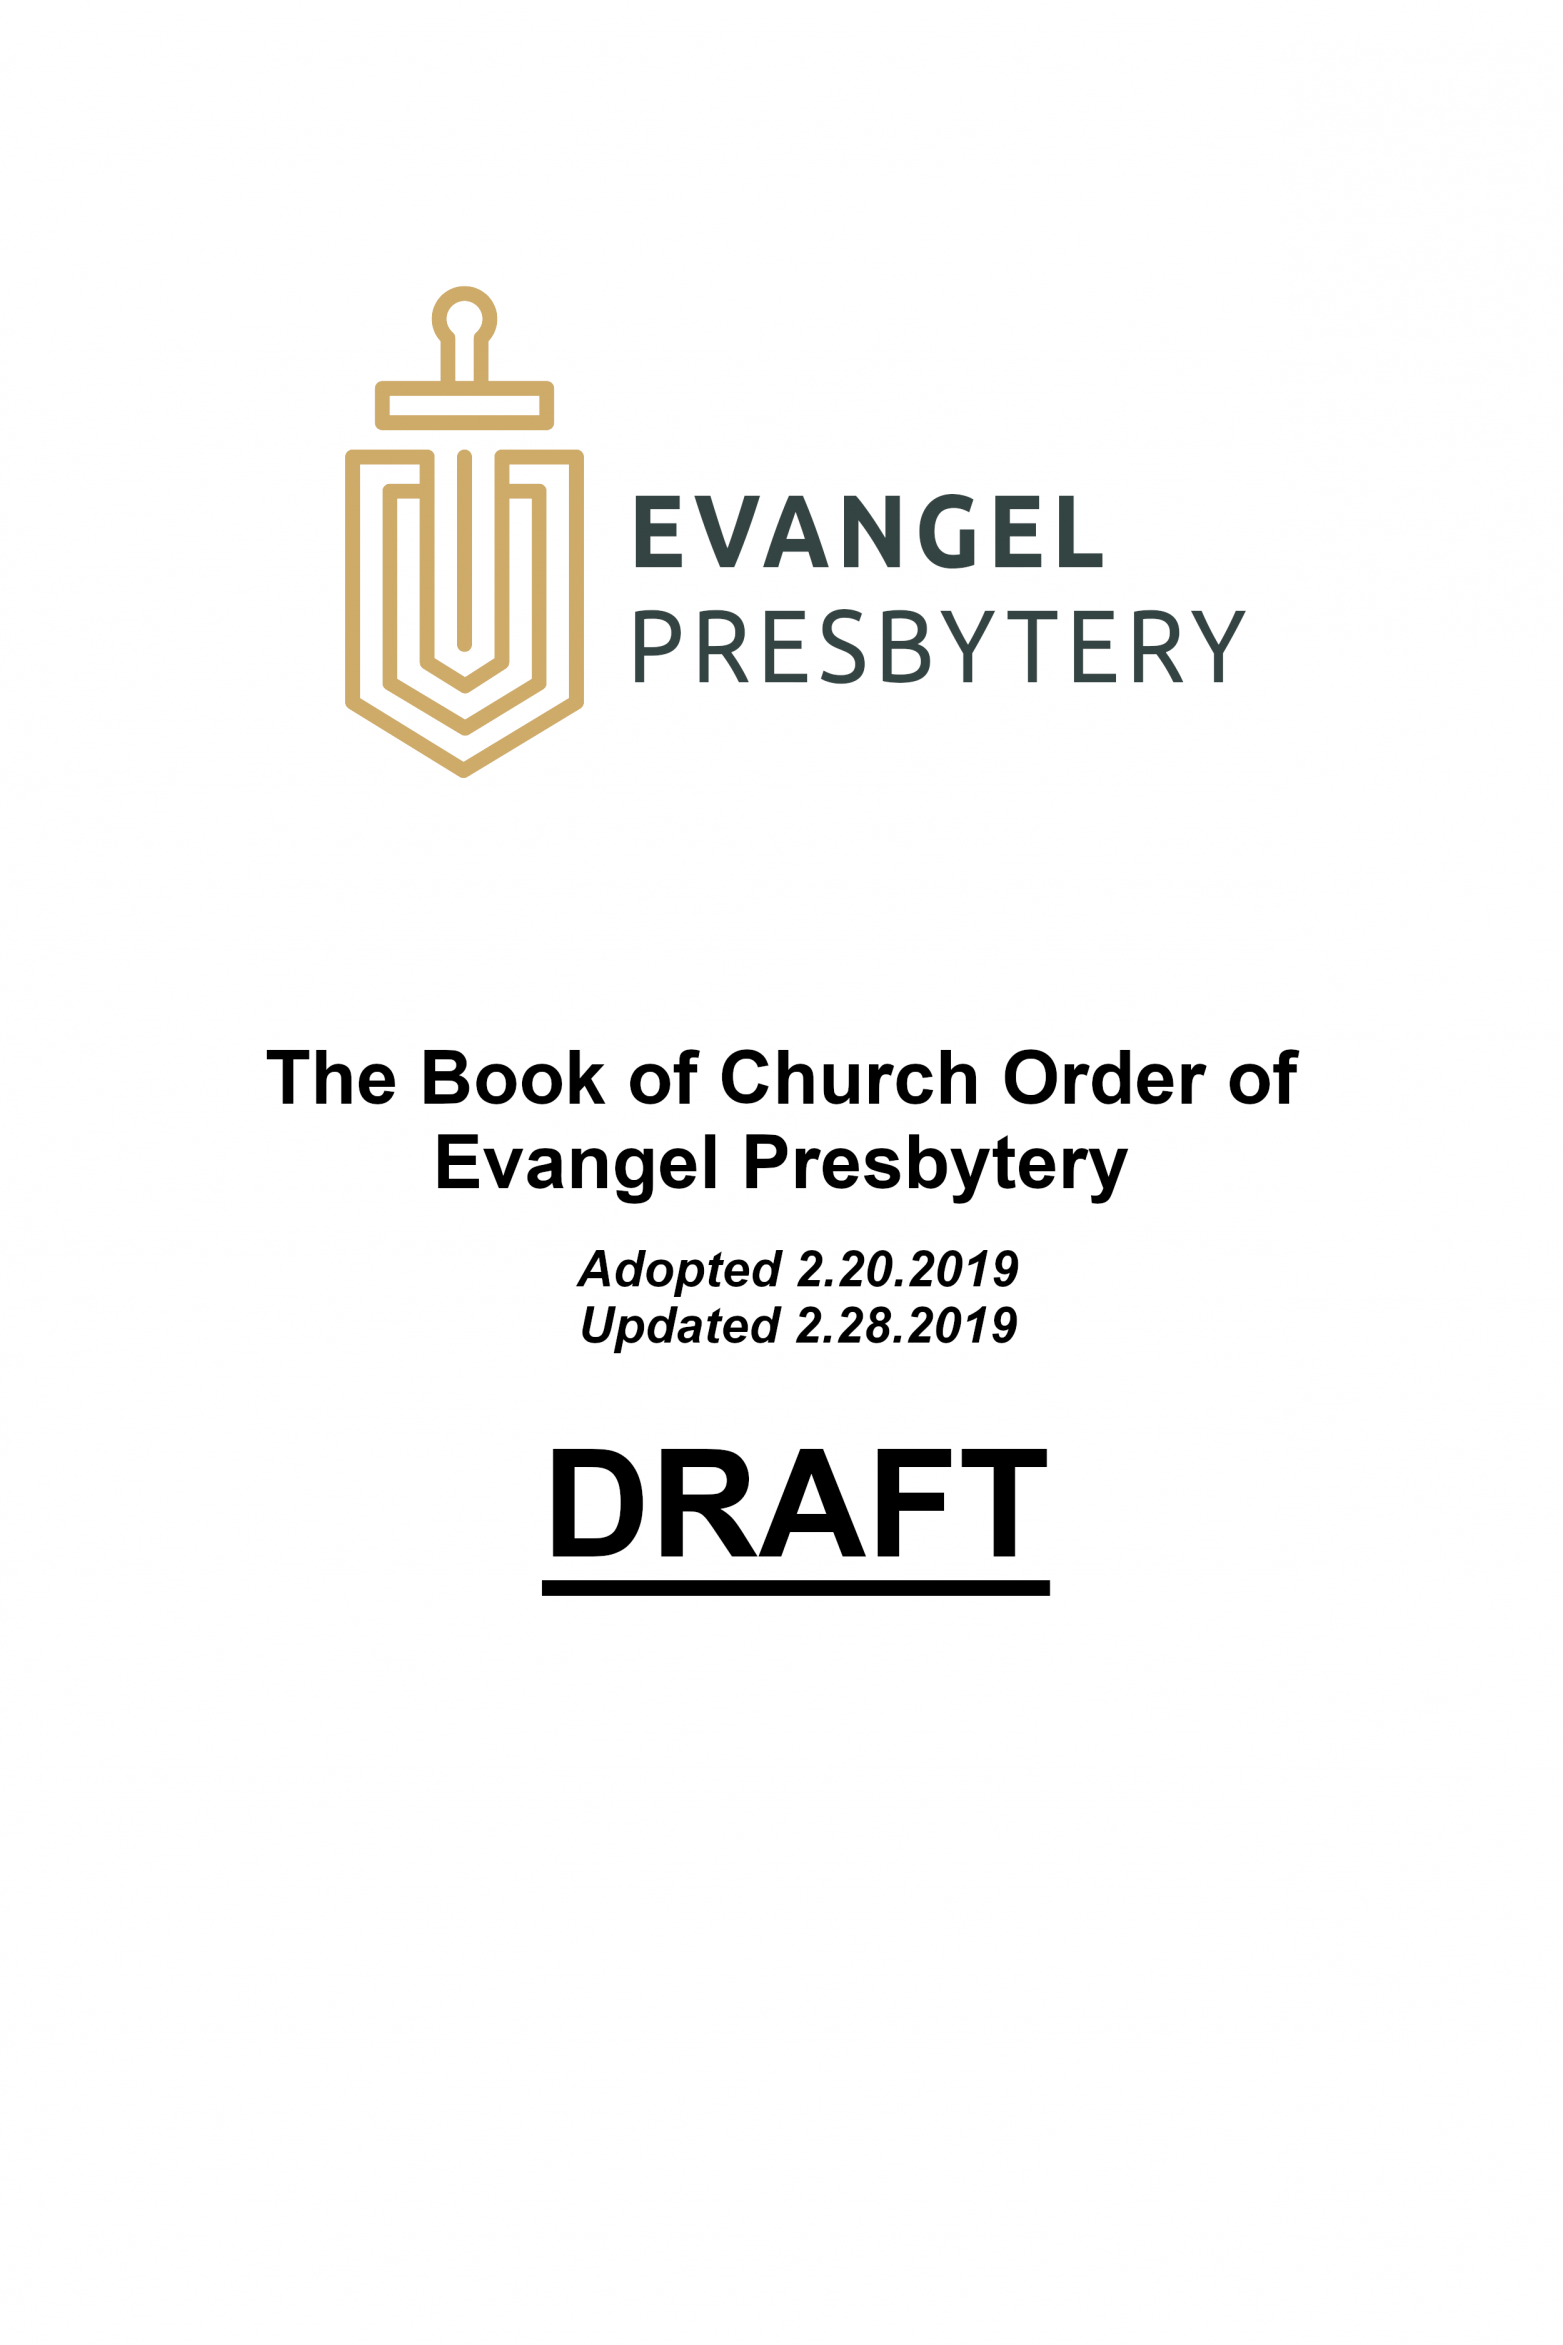 EVANGEL
PRESBYTERY
The Book of Church Order of
Evangel Presbytery
Adopted 2.20.2019
Updated 2.28.2019
DRAFT